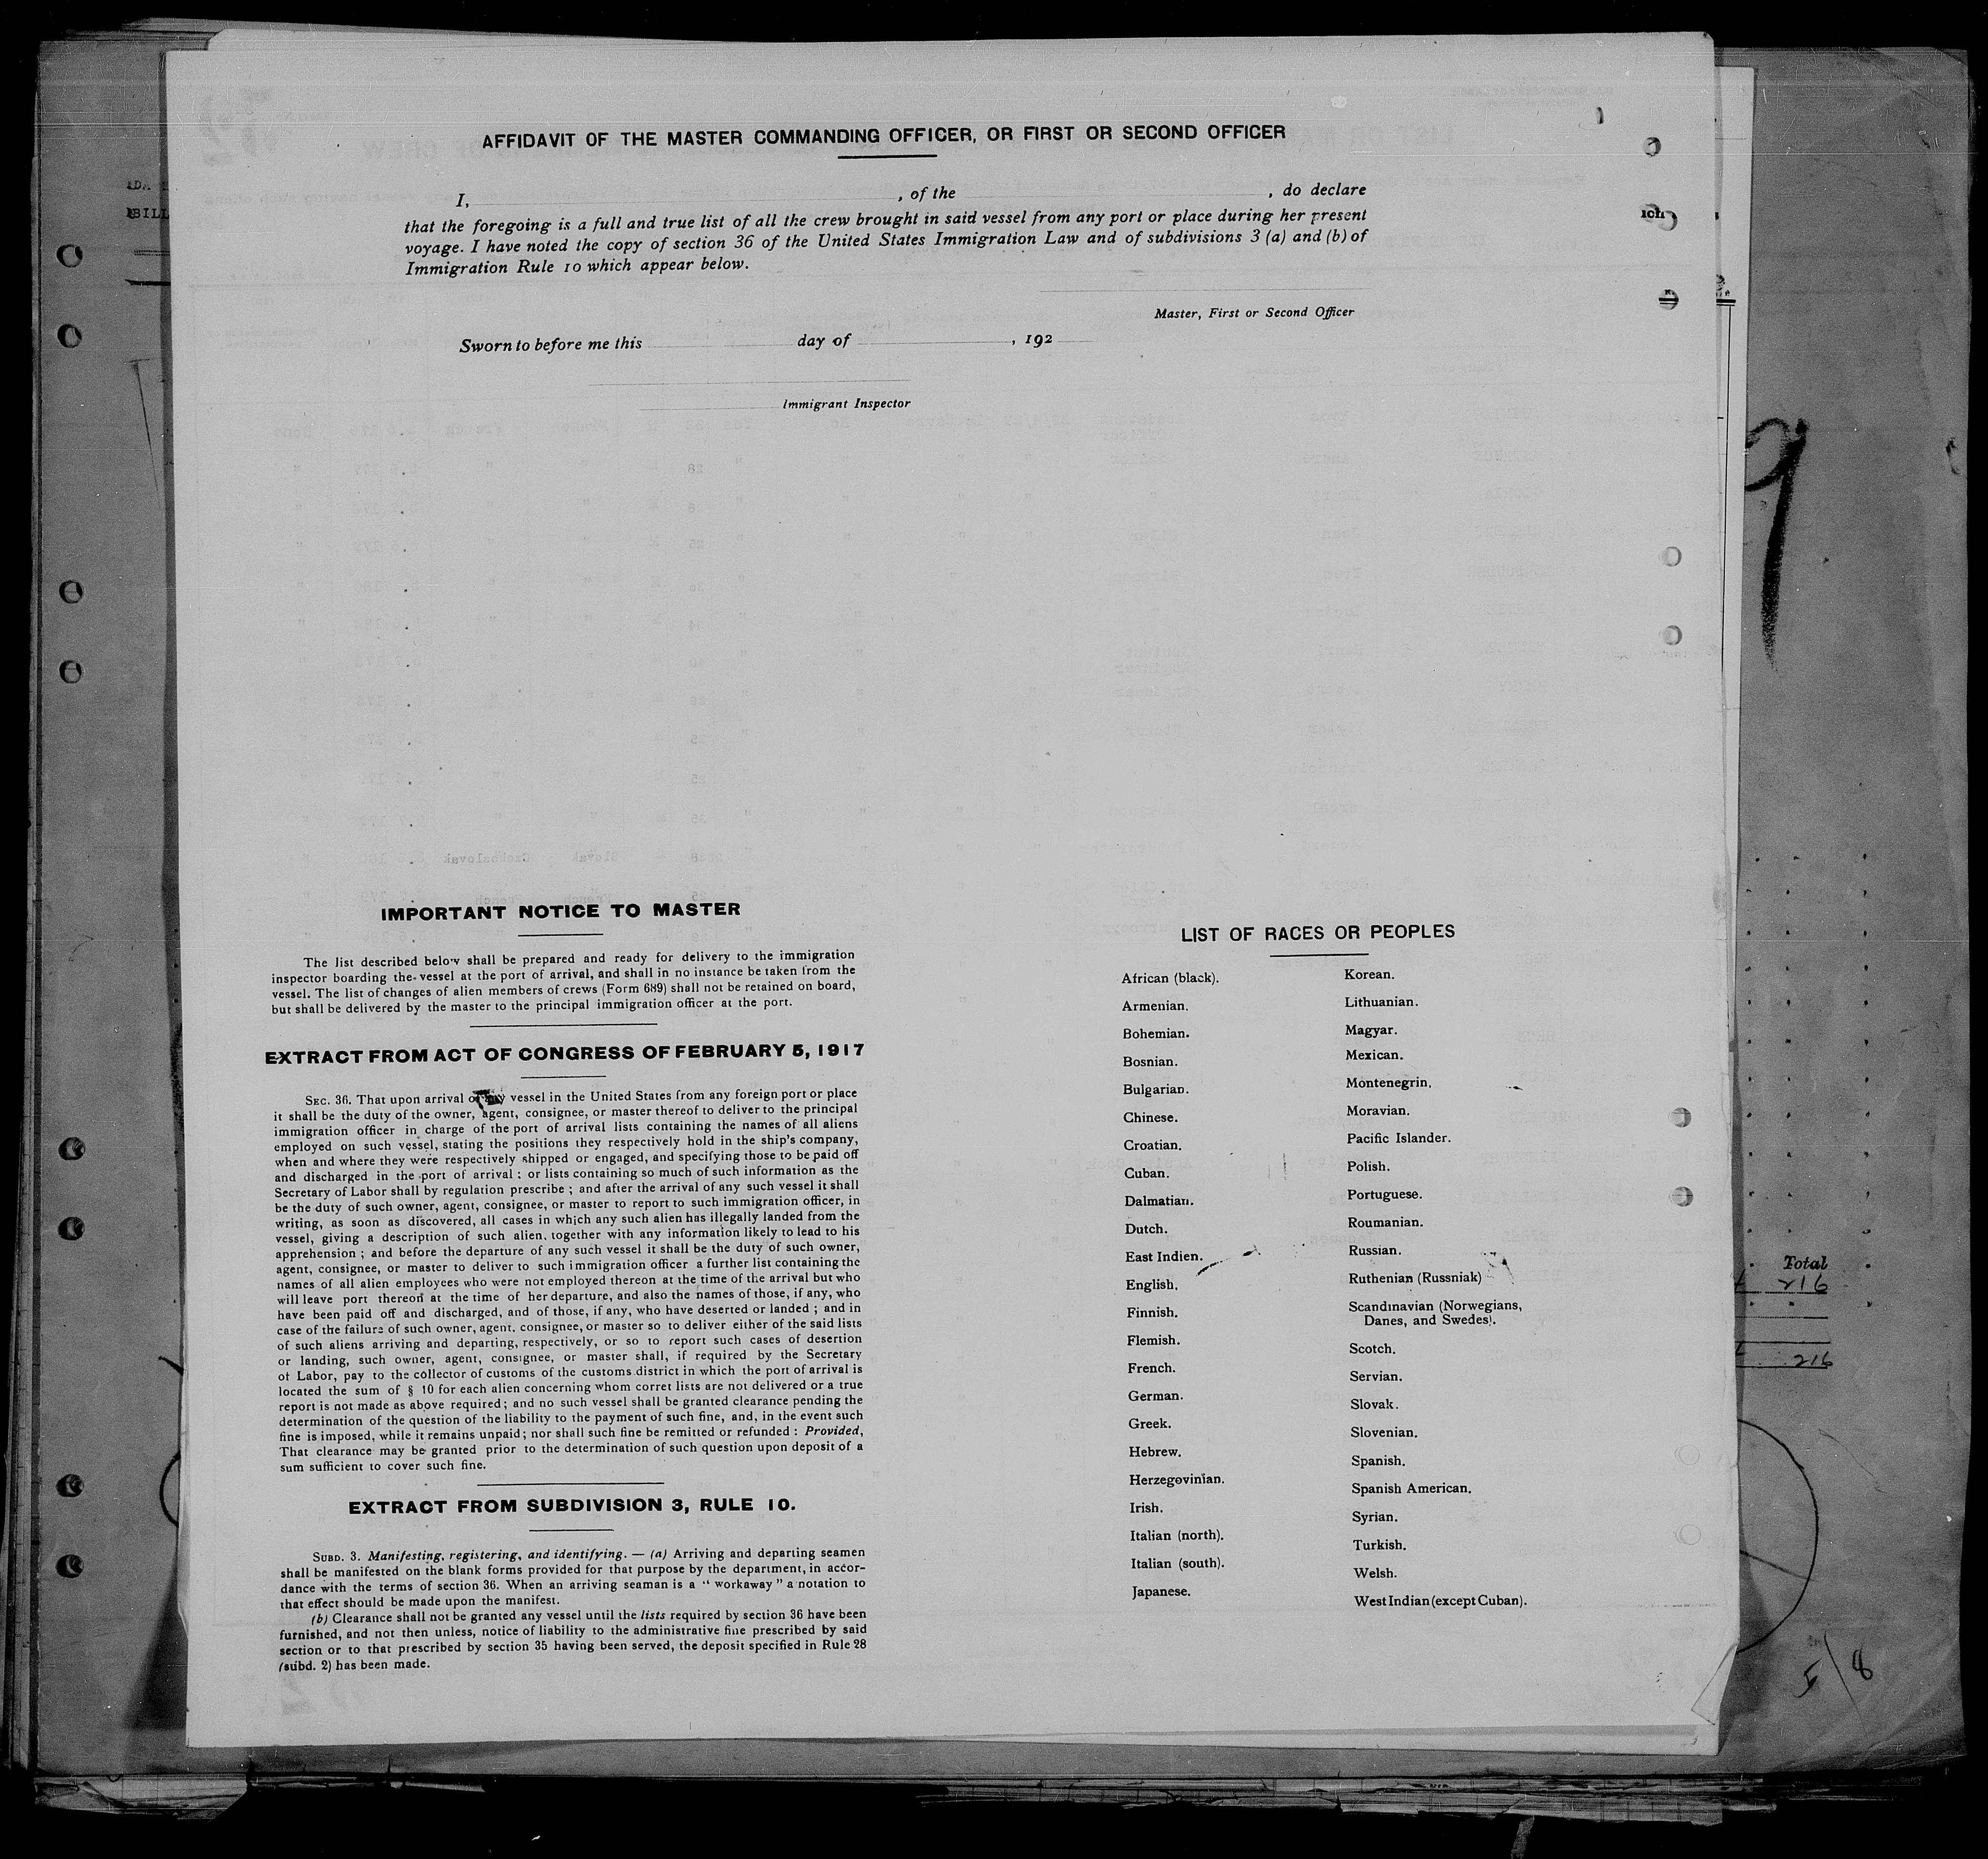 AFFIDAVIT OF THE MASTER COMMANDING OFFICER, OR FIRST OR SECOND OFFICER
I, , of the , do declare
that the foregoing is a full and true list of all the crew brought in said vessel from any port or place during her present
voyage. I have noted the copy of section 36 of the United States Immigration Law and of subdivisions 3 (a) and (b) of
Immigration Rule 10 which appear below.
Master, First or Second Officer
Sworn to before me this day of , 192
Immigrant Inspector
IMPORTANT NOTICE TO MASTER
The list described below shall be prepared and ready for delivery to the immigration
inspector boarding the vessel at the port of arrival, and shall in no instance be taken from the
vessel. The list of changes of alien members of crews (Form 689) shall not be retained on board,
but shall be delivered by the master to the principal immigration officer at the port.
EXTRACT FROM ACT OF CONGRESS OF FEBRUARY 5, 1917
SEC. 36. That upon arrival of any vessel in the United States from any foreign port or place
it shall be the duty of the owner, agent, consignee, or master thereof to deliver to the principal
immigration officer in charge of the port of arrival lists containing the names of all aliens
employed on such vessel, stating the positions they respectively hold in the ship's company,
when and where they were respectively shipped or engaged, and specifying those to be paid off
and discharged in the port of arrival ; or lists containing so much of such information as the
Secretary of Labor shall by regulation prescribe ; and after the arrival of any such vessel it shall
be the duty of such owner, agent, consignee, or master to report to such immigration officer, in
writing, as soon as discovered, all cases in which any such alien has illegally landed from the
vessel, giving a description of such alien, together with any information likely to lead to his
apprehension ; and before the departure of any such vessel it shall be the duty of such owner,
agent, consignee, or master to deliver to such immigration officer a further list containing the
names of all alien employees who were not employed thereon at the time of the arrival but who
will leave port thereof at the time of her departure, and also the names of those, if any, who
have been paid off and discharged, and of those, if any, who have deserted or landed ; and in
case of the failure of such owner, agent, consignee, or master so to deliver either of the said lists
of such aliens arriving and departing, respectively, or so to report such cases of desertion
or landing, such owner, agent, consignee, or master shall, if required by the Secretary
of Labor, pay to the collector of customs of the customs district in which the port of arrival is
located the sum of § 10 for each alien concerning whom corret lists are not delivered or a true
report is not made as above required ; and no such vessel shall be granted clearance pending the
determination of the question of the liability to the payment of such fine, and, in the event such
fine is imposed, while it remains unpaid ; nor shall such fine be remitted or refunded : Provided,
That clearance may be granted prior to the determination of such question upon deposit of a
sum sufficient to cover such fine.
EXTRACT FROM SUBDIVISION 3, RULE 10.
SUBD. 3. Manifesting, registering, and identifying. — (a) Arriving and departing seamen
shall be manifested on the blank forms provided for that purpose by the department, in accor-
dance with the terms of section 36. When an arriving seaman is a " workaway " a notation to
that effect should be made upon the manifest.
(b) Clearance shall not be granted any vessel until the lists required by section 36 have been
furnished, and not then unless, notice of liability to the administrative fine prescribed by said
section or to that prescribed by section 35 having been served, the deposit specified in Rule 28
(subd. 2) has been made.
LIST OF RACES OR PEOPLES
African (black).
Armenian.
Bohemian.
Bosnian.
Bulgarian.
Chinese.
Croatian.
Cuban.
Dalmatian.
Dutch.
East Indien.
English.
Finnish.
Flemish.
French.
German.
Greek.
Hebrew.
Herzegovinian.
Irish.
Italian (north).
Italian (south).
Japanese.
Korean.
Lithuanian.
Magyar.
Mexican.
Montenegrin.
Moravian.
Pacific Islander.
Polish.
Portuguese.
Roumanian.
Russian.
Ruthenian (Russniak)
Scandinavian (Norwegians,
Danes, and Swedes).
Scotch.
Servian.
Slovak.
Slovenian.
Spanish.
Spanish American.
Syrian.
Turkish.
Welsh.
West Indian (except Cuban).
Total
216
216
5/8